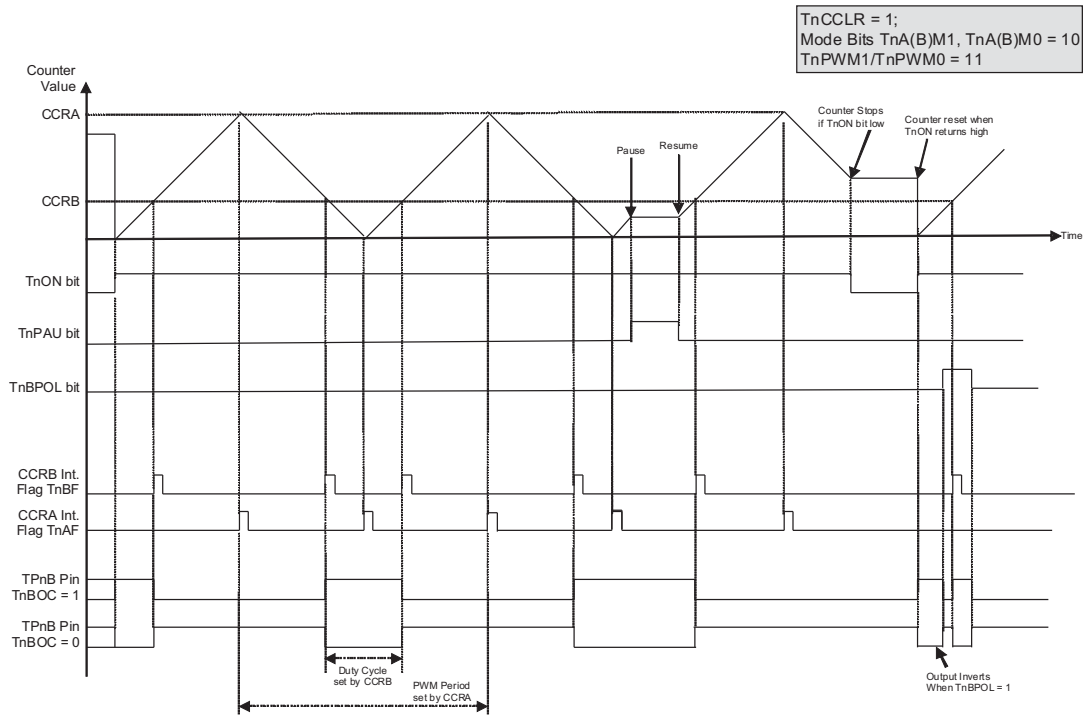 TnCCLR = 1;
Mode Bits TnA(B)M1, TnA(B)M0 = 10
TnPWM1/TnPWM0 = 11
Counter
Value
CCRA
Counter Stops
if TnON bit low
Counter reset when
TnON returns high
Pause
Resume
CCRB
Time
TnON bit
TnPAU bit
TnBPOL bit
CCRB Int.
Flag TnBF
CCRA Int.
Flag TnAF
TPnB Pin
TnBOC = 1
TPnB Pin
TnBOC = 0
Duty Cycle
set by CCRB
PWM Period
set by CCRA
Output Inverts
When TnBPOL = 1